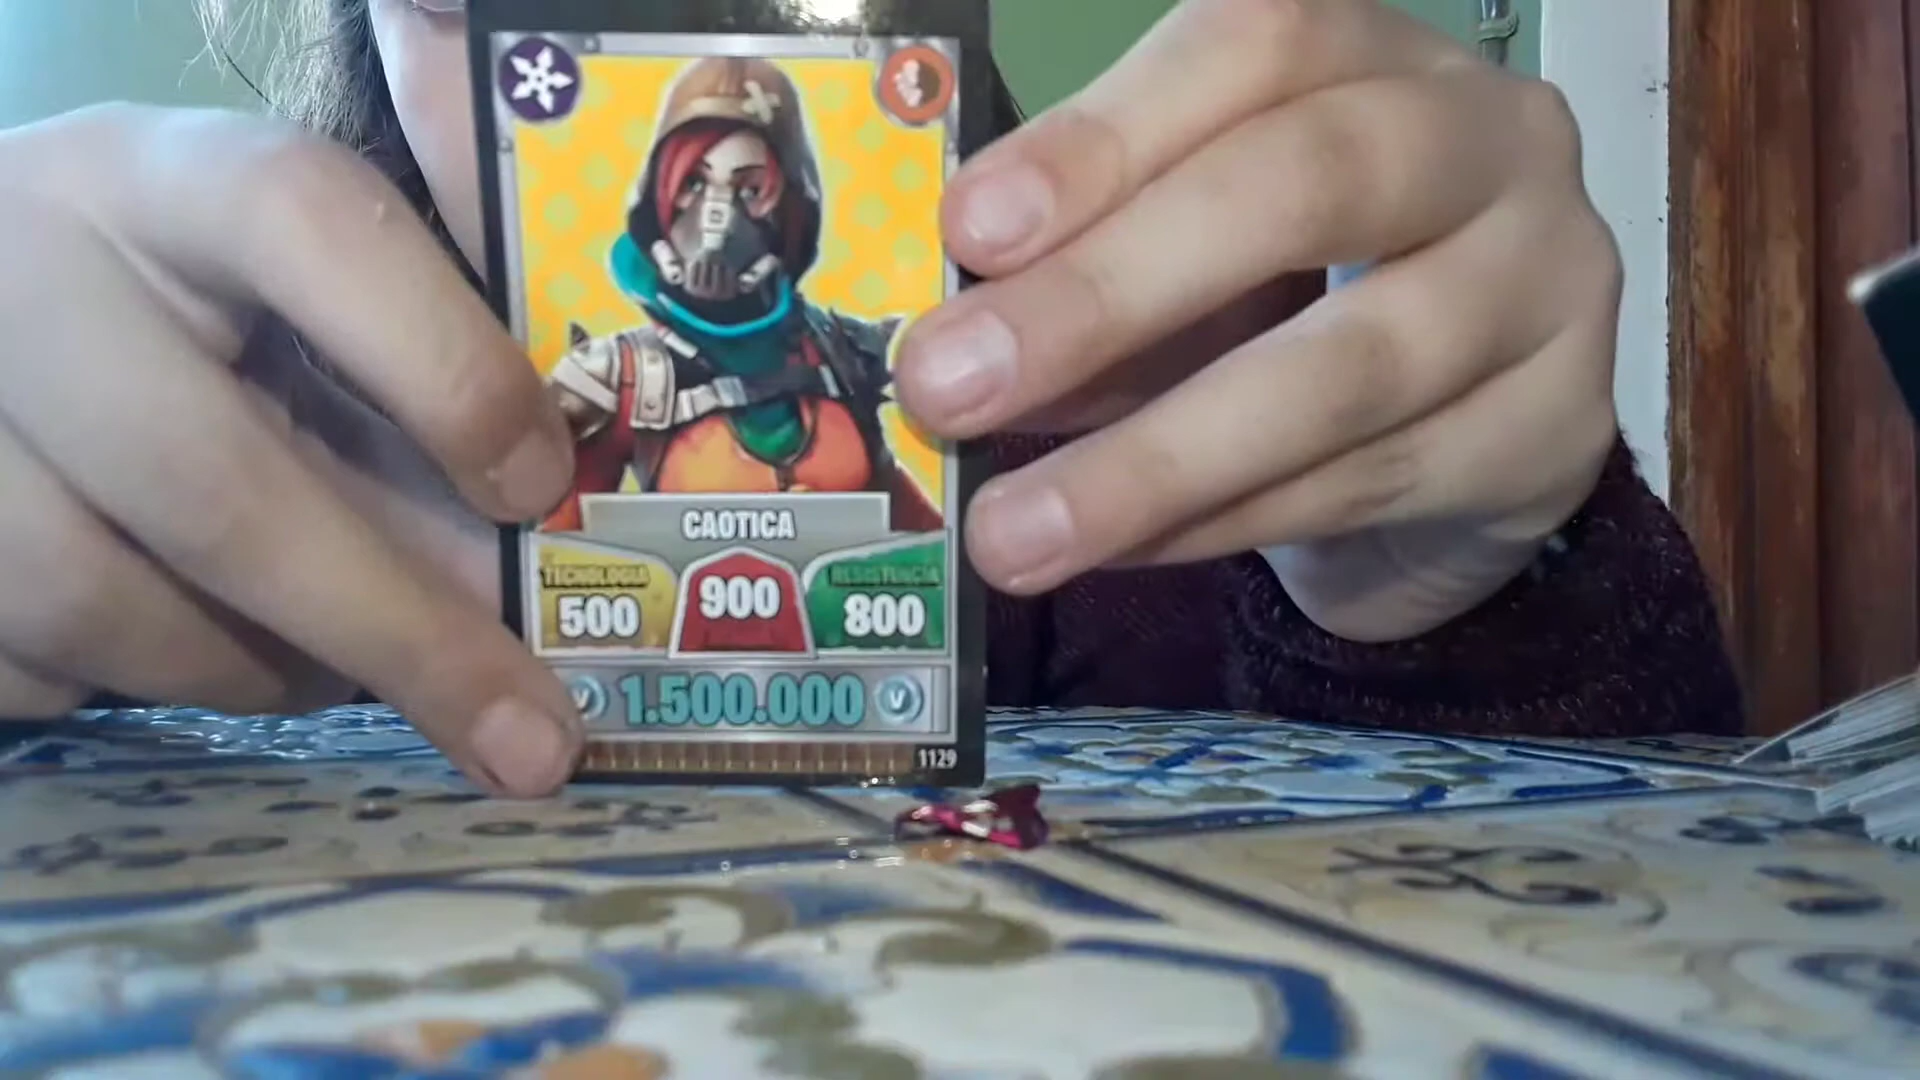 CAOTICA
TECNOLOGIA
500
900
RESISTENCIA
800
V 1.500.000 V
1129